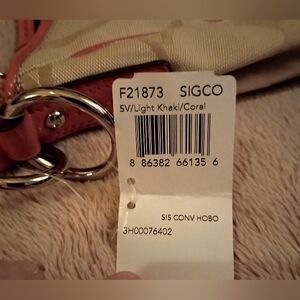 F21873 SIGCO
SV/Light Khaki/Coral
8 86382 66135 6
SIS CONV HOBO
3H00076402